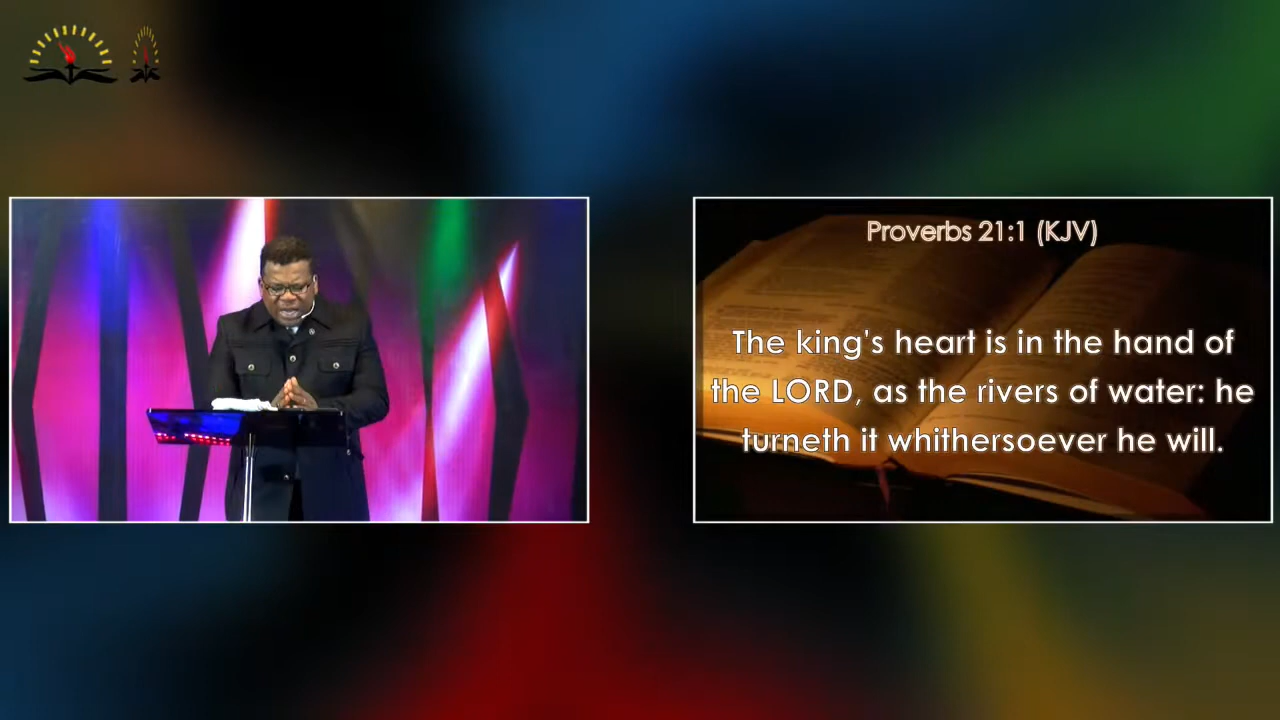 Proverbs 21:1 (KJV)
The king's heart is in the hand of
the LORD, as the rivers of water: he
turneth it whithersoever he will.